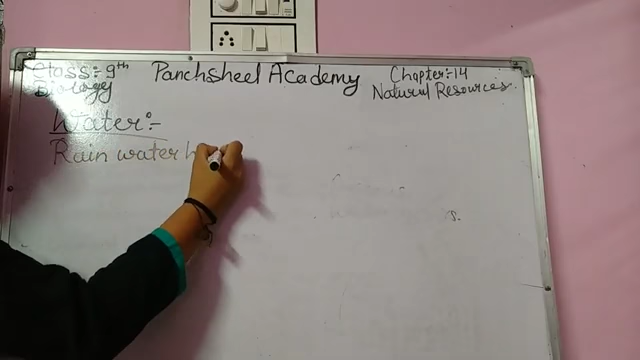 Class:- 9th
Biology
Panchsheel Academy
Chapter:-14
Natural Resources.
Water:-
Rain water h